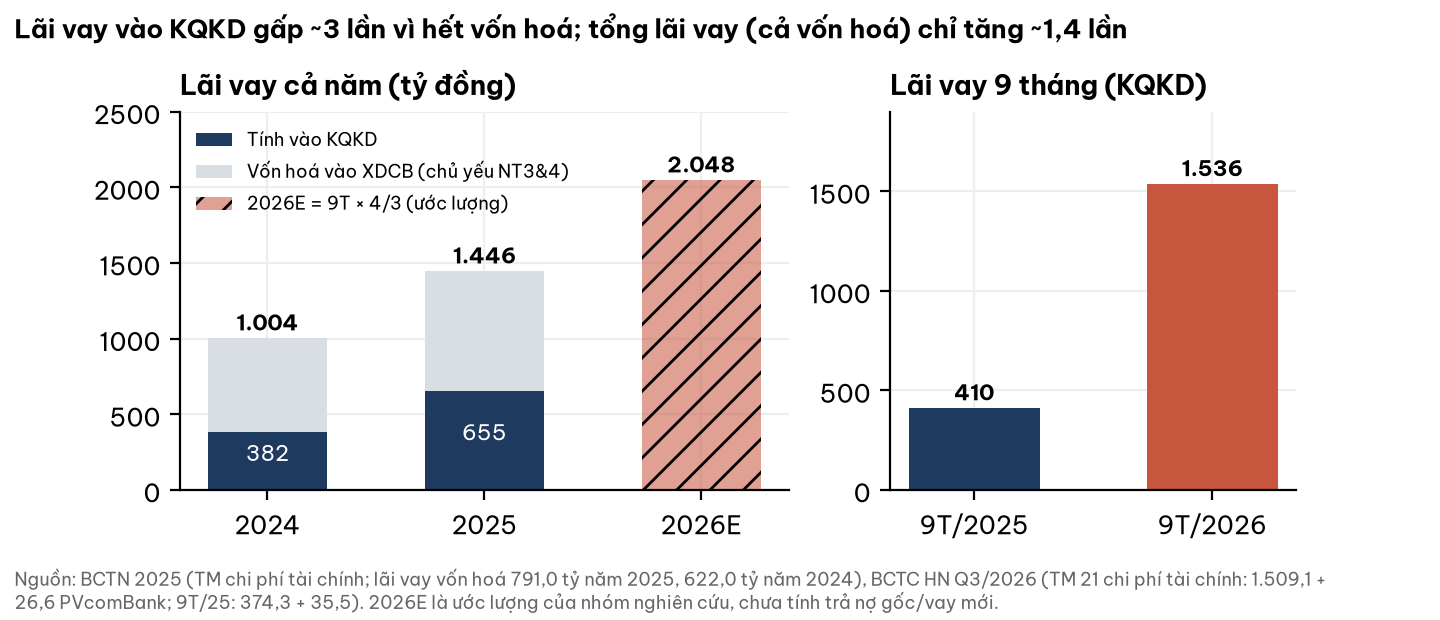 Lãi vay vào KQKD gấp ~3 lần vì hết vốn hoá; tổng lãi vay (cả vốn hoá) chỉ tăng ~1,4 lần
Lãi vay cả năm (tỷ đồng)
2500
2000
1500
1000
500
0
Tính vào KQKD
Vốn hoá vào XDCB (chủ yếu NT3&4)
2026E = 9T × 4/3 (ước lượng)
1.004
382
1.446
655
2.048
2024
2025
2026E
Lãi vay 9 tháng (KQKD)
1500
1000
500
0
410
1.536
9T/2025
9T/2026
Nguồn: BCTN 2025 (TM chi phí tài chính; lãi vay vốn hoá 791,0 tỷ năm 2025, 622,0 tỷ năm 2024), BCTC HN Q3/2026 (TM 21 chi phí tài chính: 1.509,1 +
26,6 PVcomBank; 9T/25: 374,3 + 35,5). 2026E là ước lượng của nhóm nghiên cứu, chưa tính trả nợ gốc/vay mới.